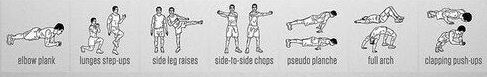 elbow plank
lunges step-ups
side leg raises
side-to-side chops
pseudo planche
full arch
clapping push-ups